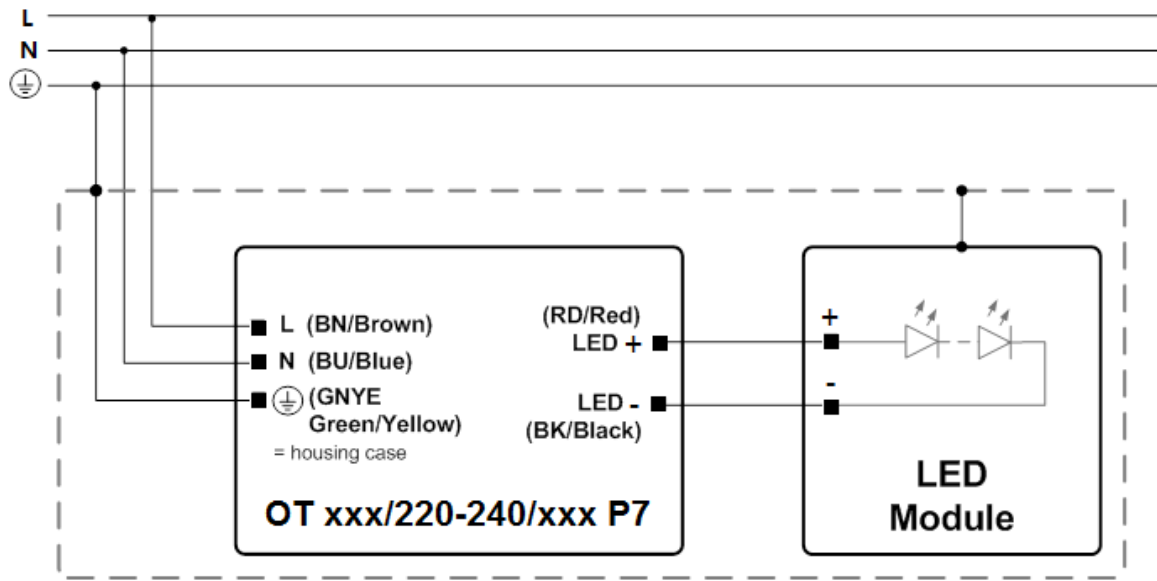 L
N
L (BN/Brown)
N (BU/Blue)
(GNYE
Green/Yellow)
= housing case
(RD/Red)
LED +
LED -
(BK/Black)
OT xxx/220-240/xxx P7
+
-
LED
Module